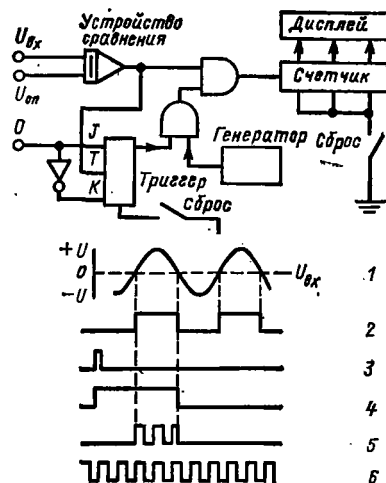 Uвх
Uоп
0
Устройство
сравнения
Дисплей
Счетчик
J
T
K
Генератор
Сброс
Триггер
Сброс
+U
0
-U
Uвх
1
2
3
4
5
6